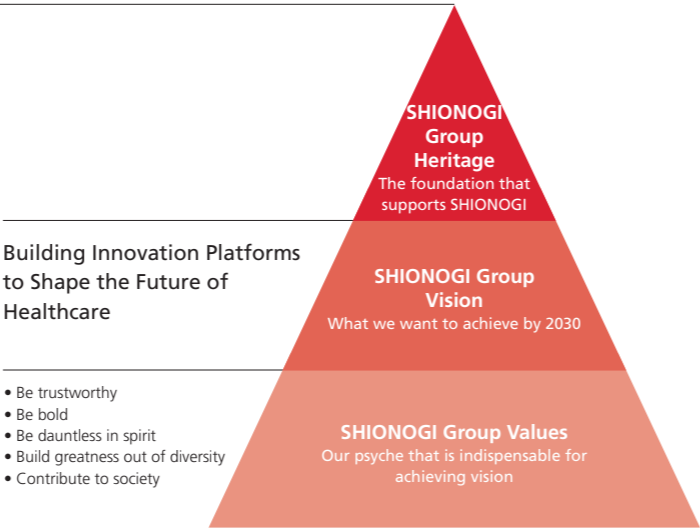 SHIONOGI
Group
Heritage
The foundation that
supports SHIONOGI
Building Innovation Platforms
to Shape the Future of
Healthcare
SHIONOGI Group
Vision
What we want to achieve by 2030
• Be trustworthy
• Be bold
• Be dauntless in spirit
• Build greatness out of diversity
• Contribute to society
SHIONOGI Group Values
Our psyche that is indispensable for
achieving vision